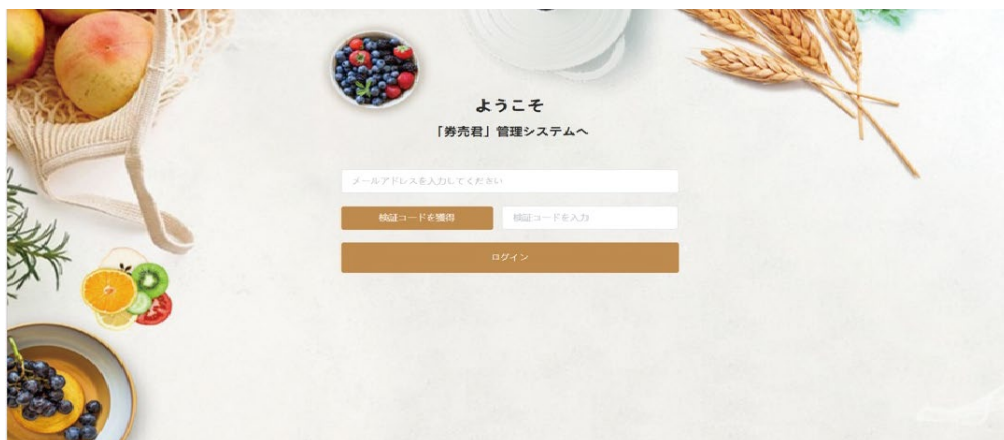 ようこそ
「券売君」管理システムへ
メールアドレスを入力してください
検証コードを獲得 検証コードを入力
ログイン